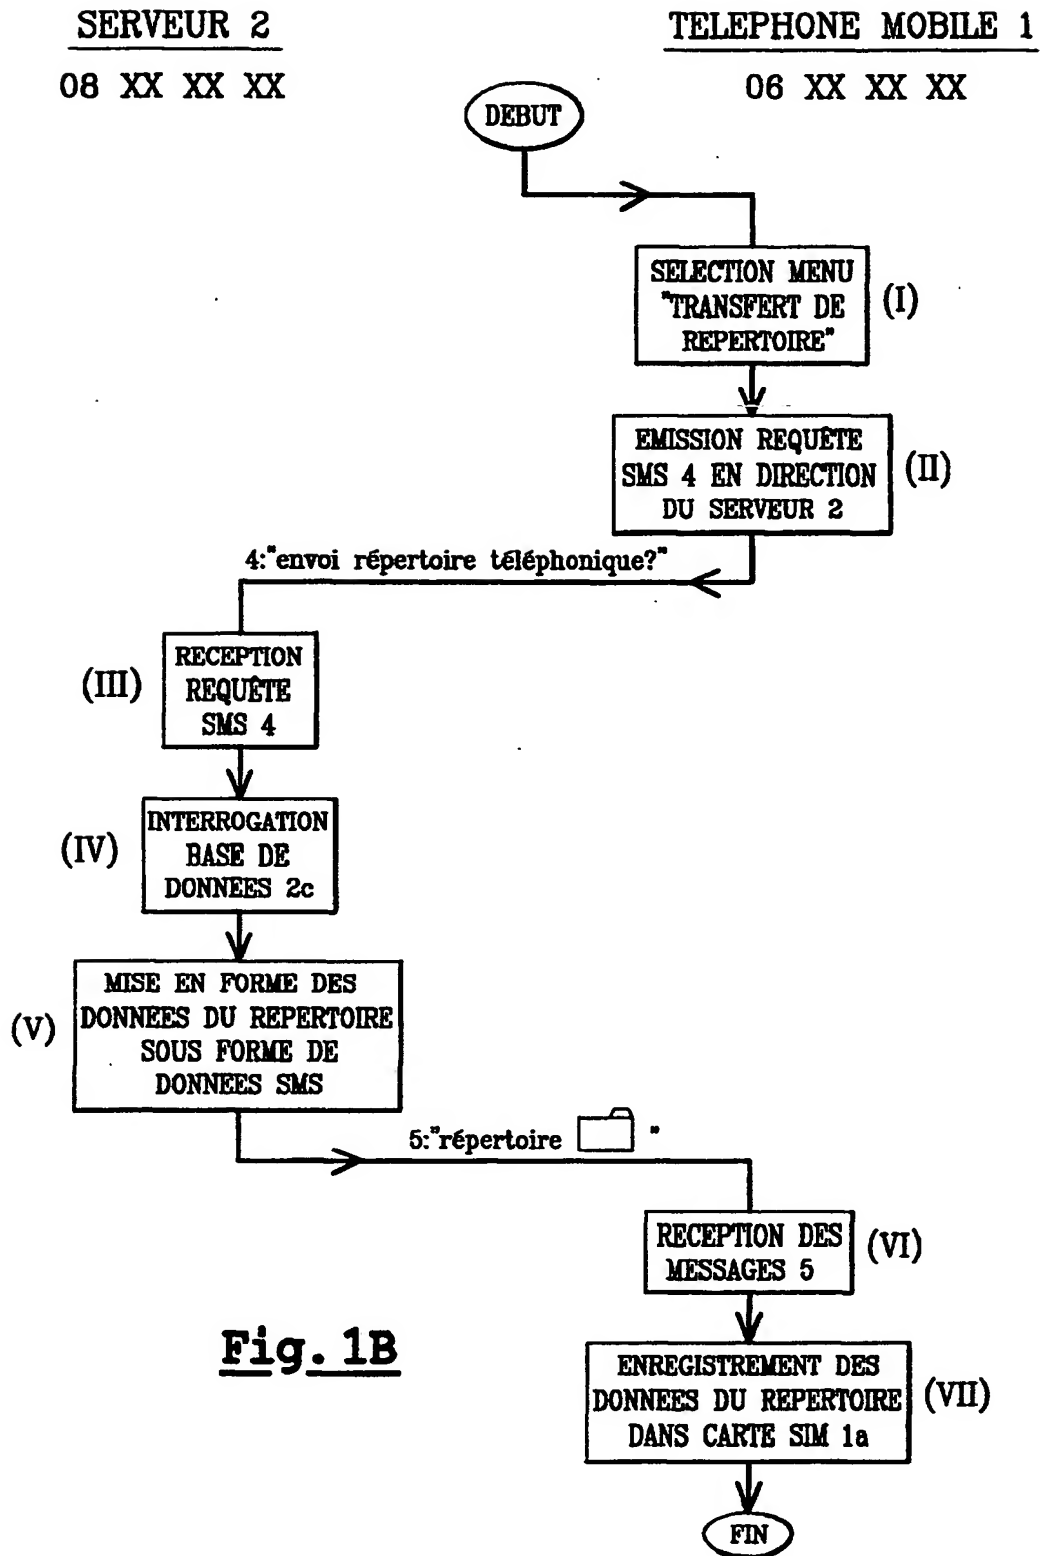 SERVEUR 2
TELEPHONE MOBILE 1
08 XX XX XX
06 XX XX XX
DEBUT
SELECTION MENU
"TRANSFERT DE
REPERTOIRE"
(I)
EMISSION REQUÊTE
SMS 4 EN DIRECTION
DU SERVEUR 2
(II)
4:"envoi répertoire téléphonique?"
(III)
RECEPTION
REQUÊTE
SMS 4
(IV)
INTERROGATION
BASE DE
DONNEES 2c
(V)
MISE EN FORME DES
DONNEES DU REPERTOIRE
SOUS FORME DE
DONNEES SMS
5:"répertoire "
RECEPTION DES
MESSAGES 5
(VI)
Fig. 1B
ENREGISTREMENT DES
DONNEES DU REPERTOIRE
DANS CARTE SIM 1a
(VII)
FIN